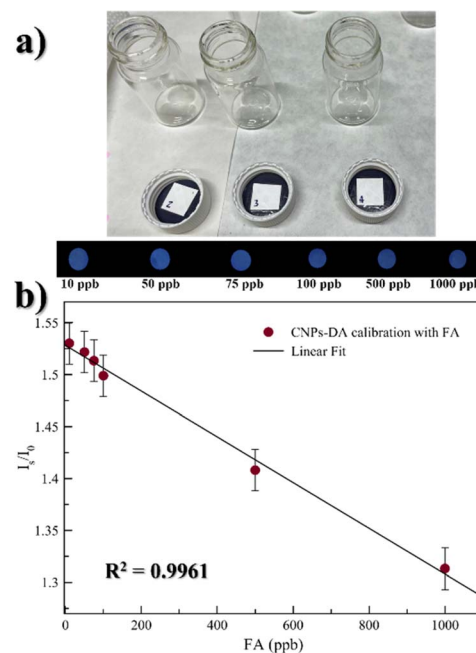 a)
2
3
4
10 ppb 50 ppb 75 ppb 100 ppb 500 ppb 1000 ppb
b)
CNPs-DA calibration with FA
Linear Fit
1.55
1.5
1.45
1.4
1.35
1.3
Is/I0
R² = 0.9961
0 200 400 600 800 1000
FA (ppb)